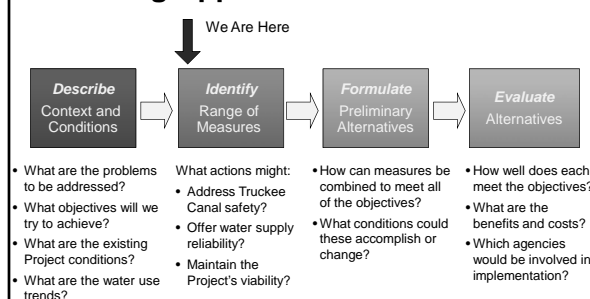 We Are Here
Describe
Context and
Conditions
Identify
Range of
Measures
Formulate
Preliminary
Alternatives
Evaluate
Alternatives
• What are the problems
to be addressed?
• What objectives will we
try to achieve?
• What are the existing
Project conditions?
• What are the water use
trends?
What actions might:
• Address Truckee
Canal safety?
• Offer water supply
reliability?
• Maintain the
Project's viability?
• How can measures be
combined to meet all
of the objectives?
• What conditions could
these accomplish or
change?
• How well does each
meet the objectives?
• What are the
benefits and costs?
• Which agencies
would be involved in
implementation?